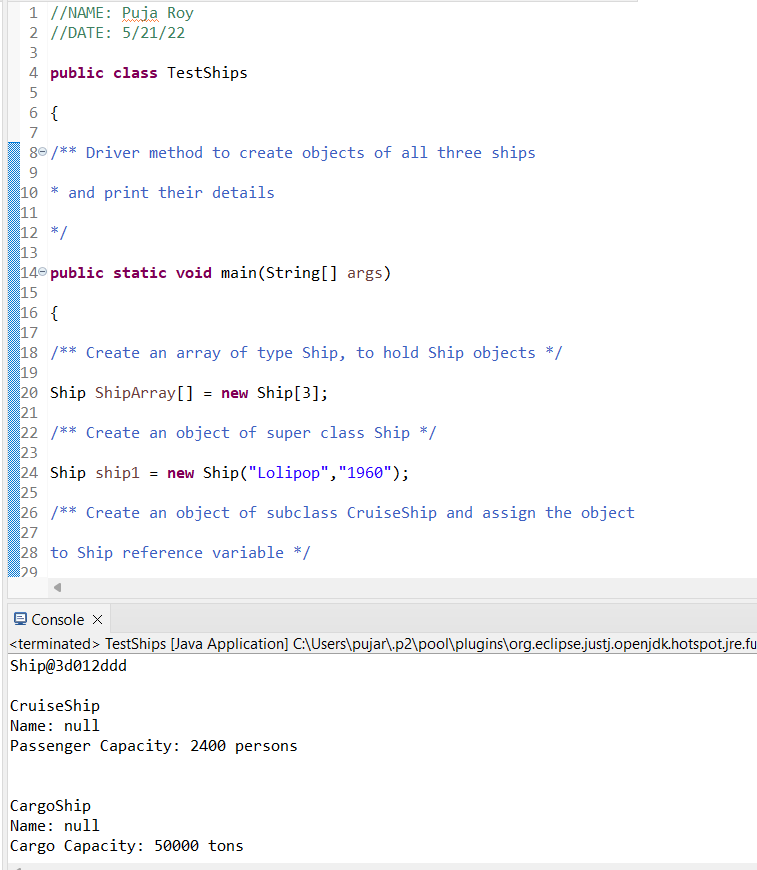 1 //NAME: Puja Roy
2 //DATE: 5/21/22
3
4 public class TestShips
5
6 {
7
8 /** Driver method to create objects of all three ships
9
10 * and print their details
11
12 */
13
14 public static void main(String[] args)
15
16 {
17
18 /** Create an array of type Ship, to hold Ship objects */
19
20 Ship ShipArray[] = new Ship[3];
21
22 /** Create an object of super class Ship */
23
24 Ship ship1 = new Ship("Lolipop","1960");
25
26 /** Create an object of subclass CruiseShip and assign the object
27
28 to Ship reference variable */
29
Console
<terminated> TestShips [Java Application] C:\Users\pujar\.p2\pool\plugins\org.eclipse.justj.openjdk.hotspot.jre.fu
Ship@3d012ddd
CruiseShip
Name: null
Passenger Capacity: 2400 persons
CargoShip
Name: null
Cargo Capacity: 50000 tons